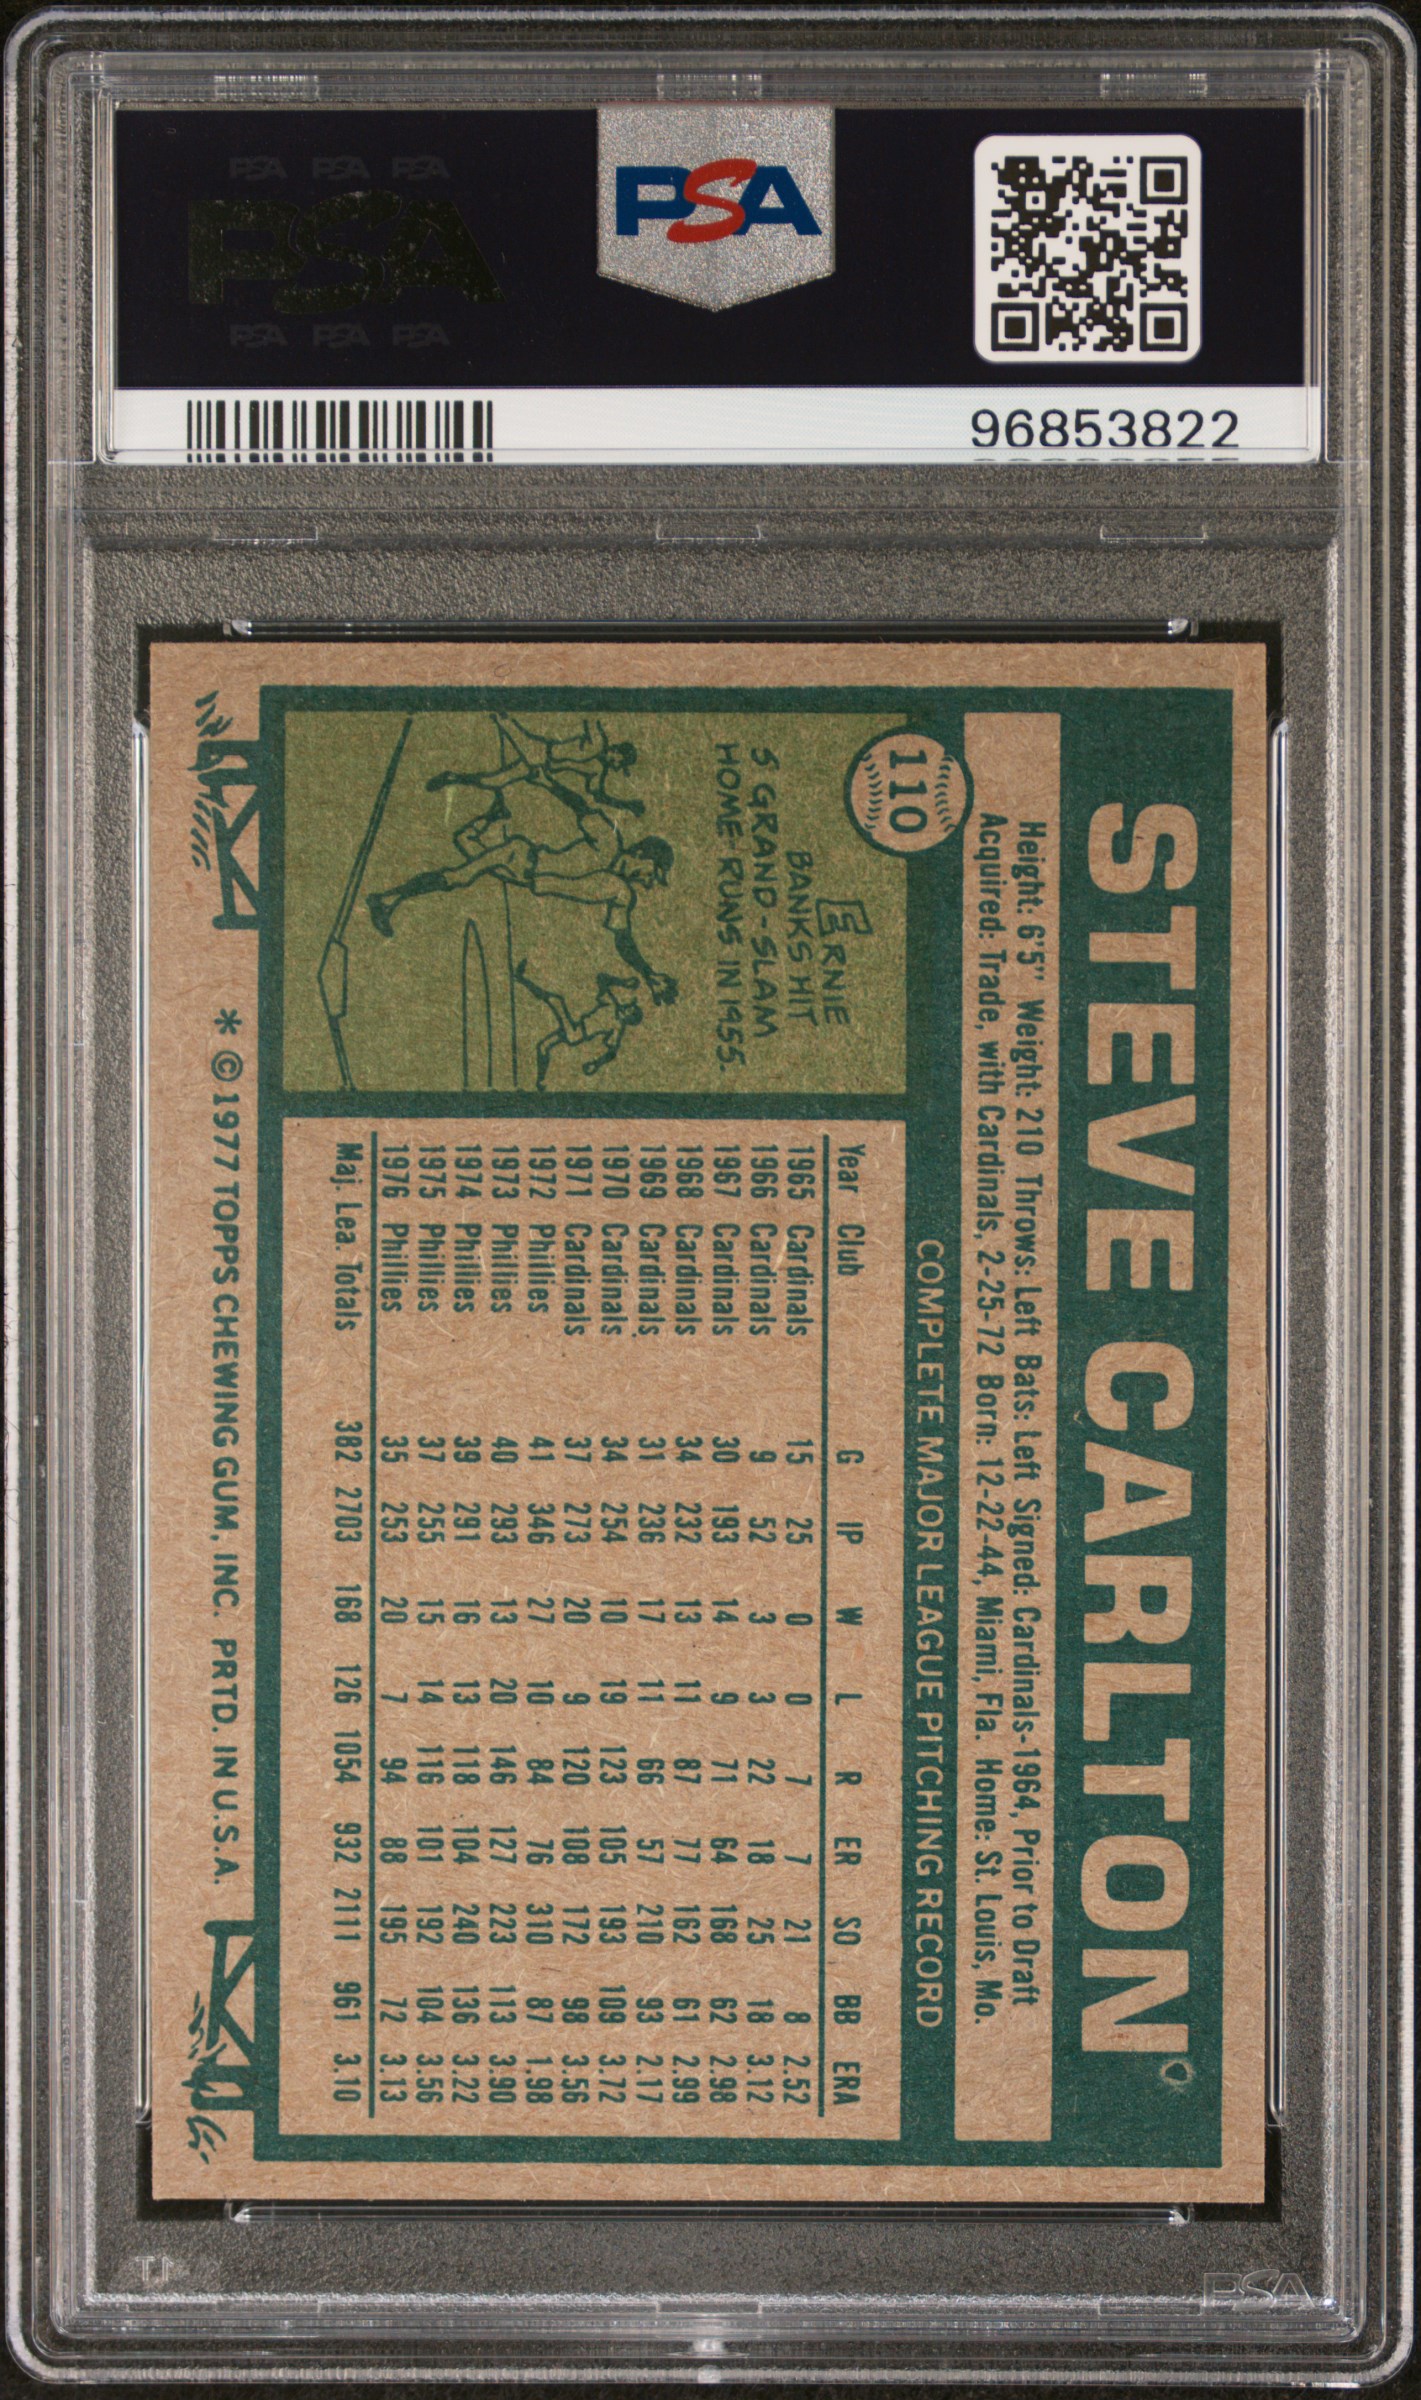 PSA PSA PSA
PSA
PSA PSA PSA
PSA
96853822
STEVE CARLTON
Height: 6'5" Weight: 210 Throws: Left Bats: Left Signed: Cardinals-1964, Prior to Draft
Acquired: Trade, with Cardinals, 2-25-72 Born: 12-22-44, Miami, Fla. Home: St. Louis, Mo.
110
COMPLETE MAJOR LEAGUE PITCHING RECORD
ERNIE
BANKS HIT
5 GRAND-SLAM
HOME RUNS IN 1955.
Year Club G IP W L R ER SO BB ERA
1965 Cardinals 15 25 0 0 7 7 21 8 2.52
1966 Cardinals 9 52 3 3 22 18 25 18 3.12
1967 Cardinals 30 193 14 9 71 64 168 62 2.98
1968 Cardinals 34 232 13 11 87 77 162 61 2.99
1969 Cardinals 31 236 17 11 66 57 210 93 2.17
1970 Cardinals 34 254 10 19 123 105 193 109 3.72
1971 Cardinals 37 273 20 9 120 108 172 98 3.56
1972 Phillies 41 346 27 10 84 76 310 87 1.98
1973 Phillies 40 293 13 20 146 127 223 113 3.90
1974 Phillies 39 291 16 13 118 104 240 136 3.22
1975 Phillies 37 255 15 14 116 101 192 104 3.56
1976 Phillies 35 253 20 7 94 88 195 72 3.13
Maj. Lea. Totals 382 2703 168 126 1054 932 2111 961 3.10
* © 1977 TOPPS CHEWING GUM, INC. PRTD. IN U.S.A.
PSA